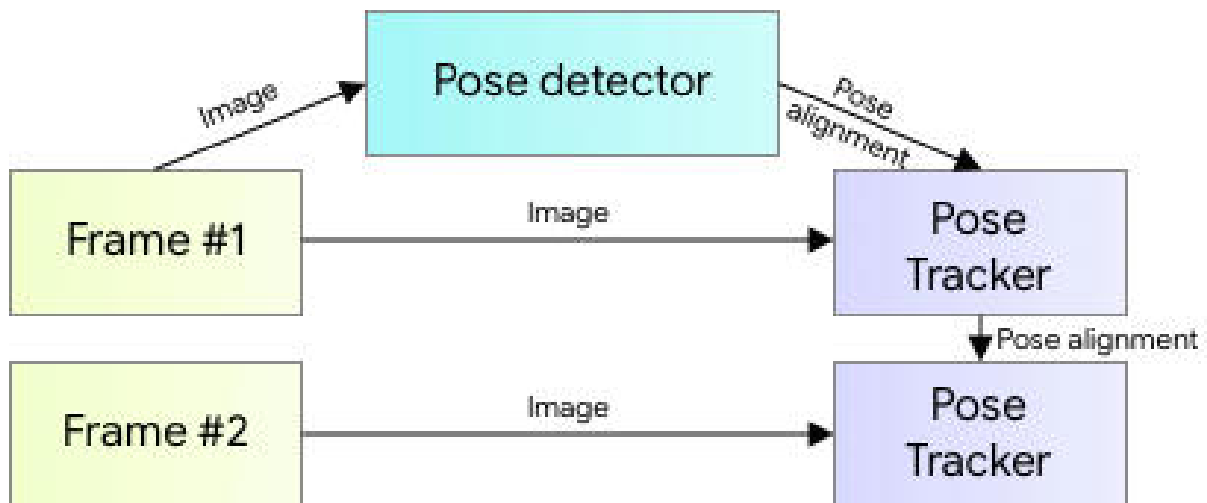 Pose detector
Image
Pose
alignment
Frame #1
Image
Pose
Tracker
Pose alignment
Frame #2
Image
Pose
Tracker